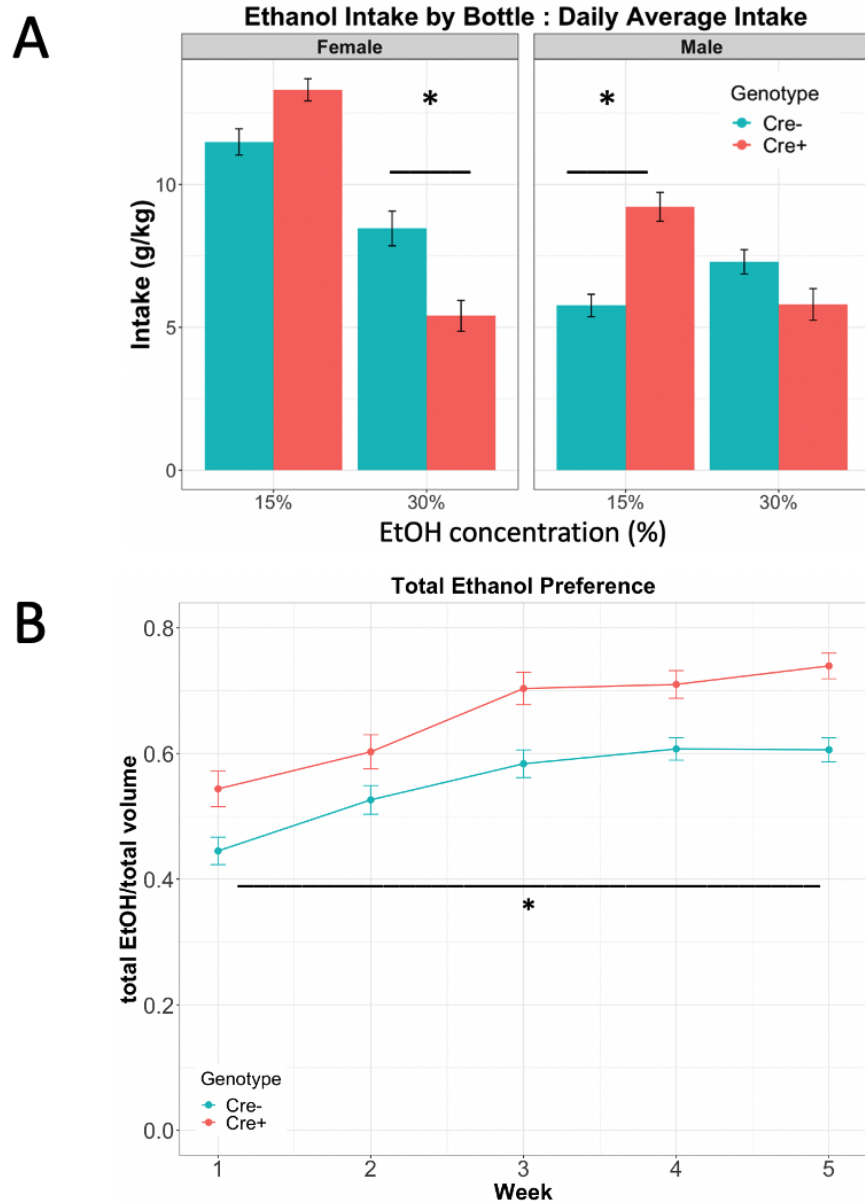 A
Ethanol Intake by Bottle : Daily Average Intake
Female
Male
*
*
Genotype
Cre-
Cre+
10
5
0
Intake (g/kg)
15%
30%
15%
30%
EtOH concentration (%)
B
Total Ethanol Preference
0.8
0.6
0.4
0.2
0.0
total EtOH/total volume
*
Genotype
Cre-
Cre+
1
2
3
4
5
Week